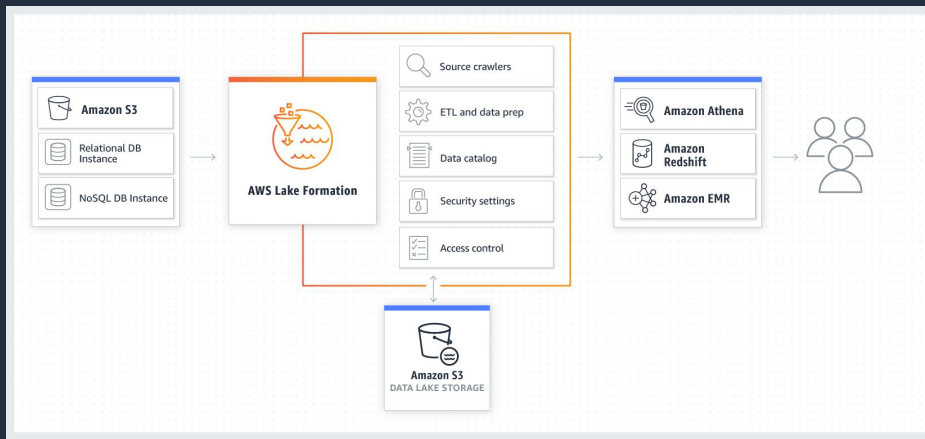 Amazon S3
Relational DB
Instance
NoSQL DB Instance
AWS Lake Formation
Source crawlers
ETL and data prep
Data catalog
Security settings
Access control
Amazon S3
DATA LAKE STORAGE
Amazon Athena
Amazon
Redshift
Amazon EMR